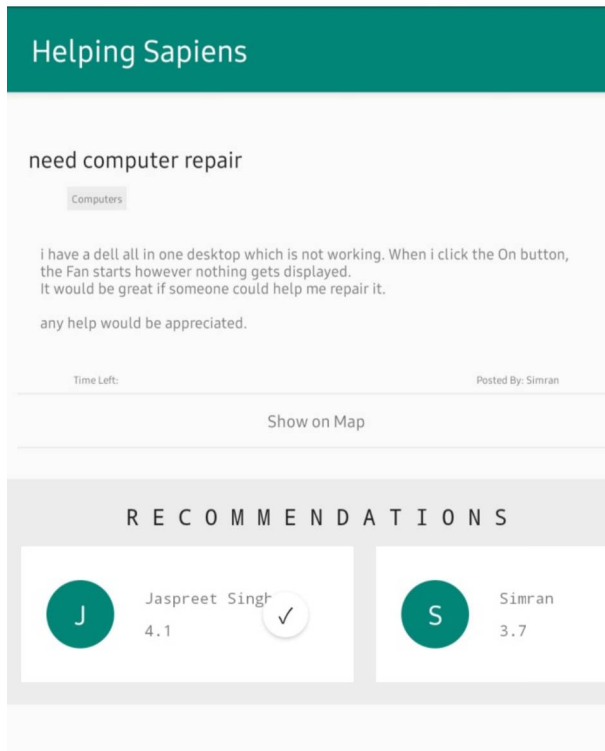 Helping Sapiens
need computer repair
Computers
i have a dell all in one desktop which is not working. When i click the On button,
the Fan starts however nothing gets displayed.
It would be great if someone could help me repair it.
any help would be appreciated.
Time Left:
Posted By: Simran
Show on Map
RECOMMENDATIONS
J
Jaspreet Singh
4.1
✓
S
Simran
3.7